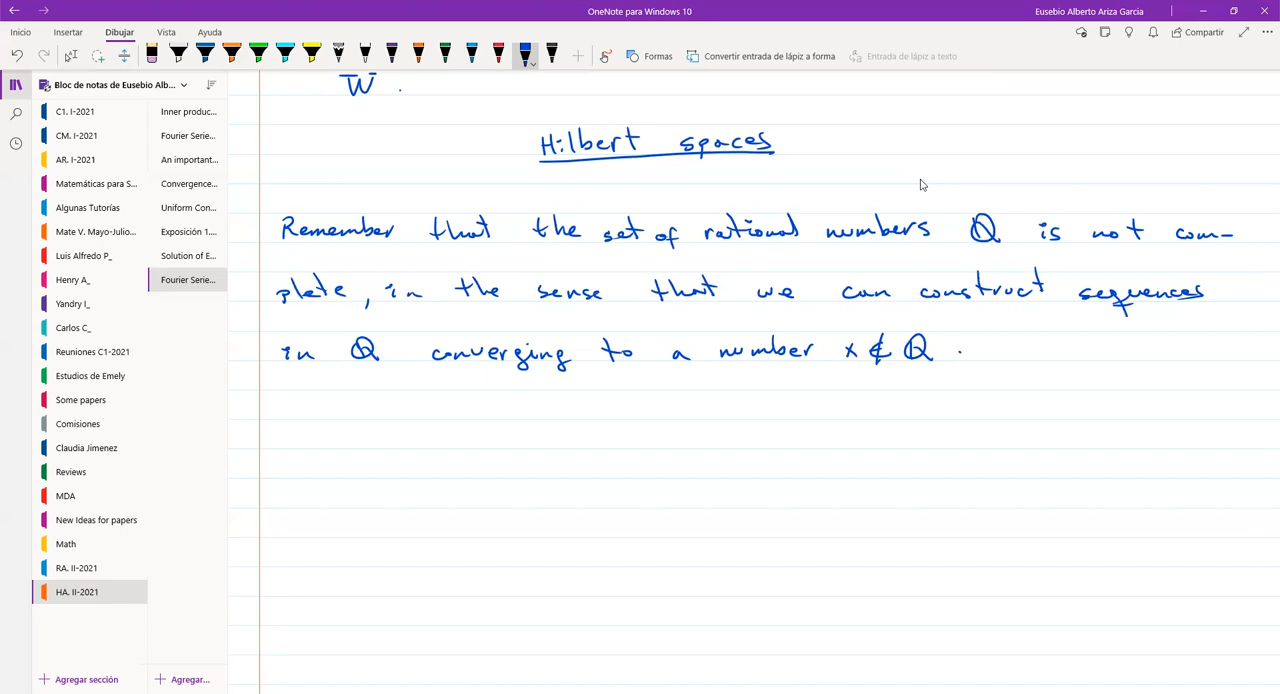 OneNote para Windows 10
Eusebio Alberto Ariza Garcia
Inicio Insertar Dibujar Vista Ayuda
Compartir
Formas Convertir entrada de lápiz a forma Entrada de lápiz a texto
Bloc de notas de Eusebio Alb...
C1. I-2021
CM. I-2021
AR. I-2021
Matemáticas para S...
Algunas Tutorías
Mate V. Mayo-Julio...
Luis Alfredo P_
Henry A_
Yandry I_
Carlos C_
Reuniones C1-2021
Estudios de Emely
Some papers
Comisiones
Claudia Jimenez
Reviews
MDA
New Ideas for papers
Math
RA. II-2021
HA. II-2021
Agregar sección
Inner produc...
Fourier Serie...
An important...
Convergence...
Uniform Con...
Exposición 1....
Solution of E...
Fourier Serie...
Agregar...
W .
Hilbert spaces
Remember that the set of rational numbers ℚ is not com-
plete, in the sense that we can construct sequences
in ℚ converging to a number x ∉ ℚ .